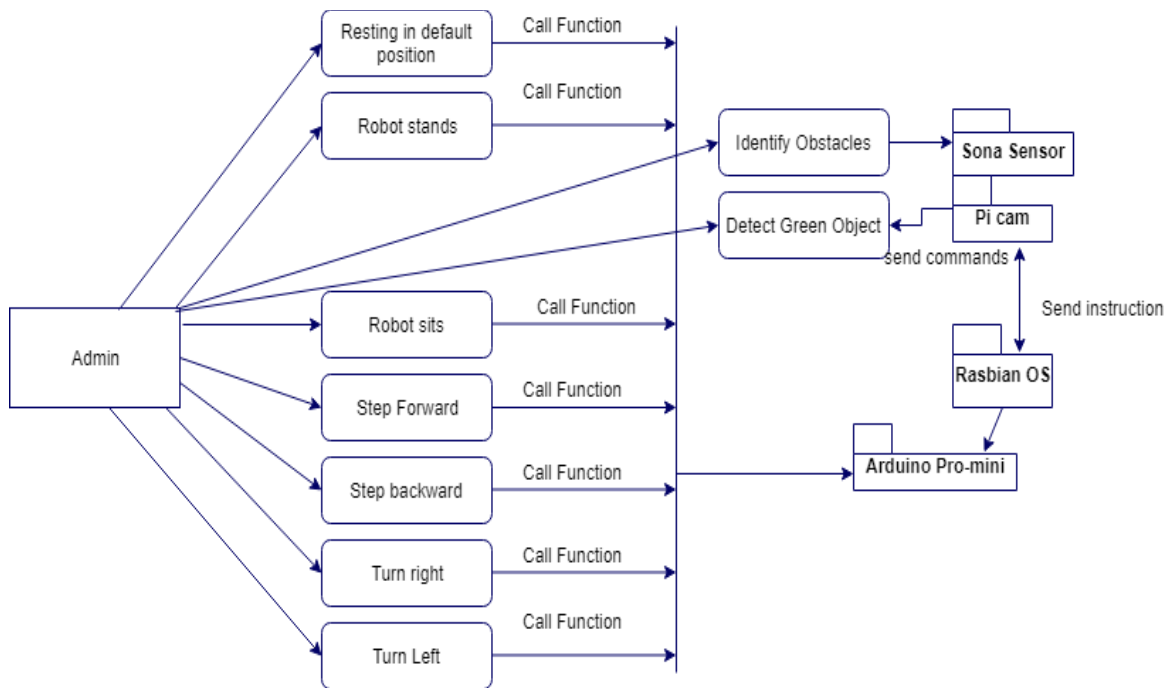 Resting in default
position
Call Function
Robot stands
Call Function
Identify Obstacles
Sona Sensor
Detect Green Object
Pi cam
send commands
Admin
Robot sits
Call Function
Send instruction
Step Forward
Call Function
Rasbian OS
Step backward
Call Function
Arduino Pro-mini
Turn right
Call Function
Turn Left
Call Function